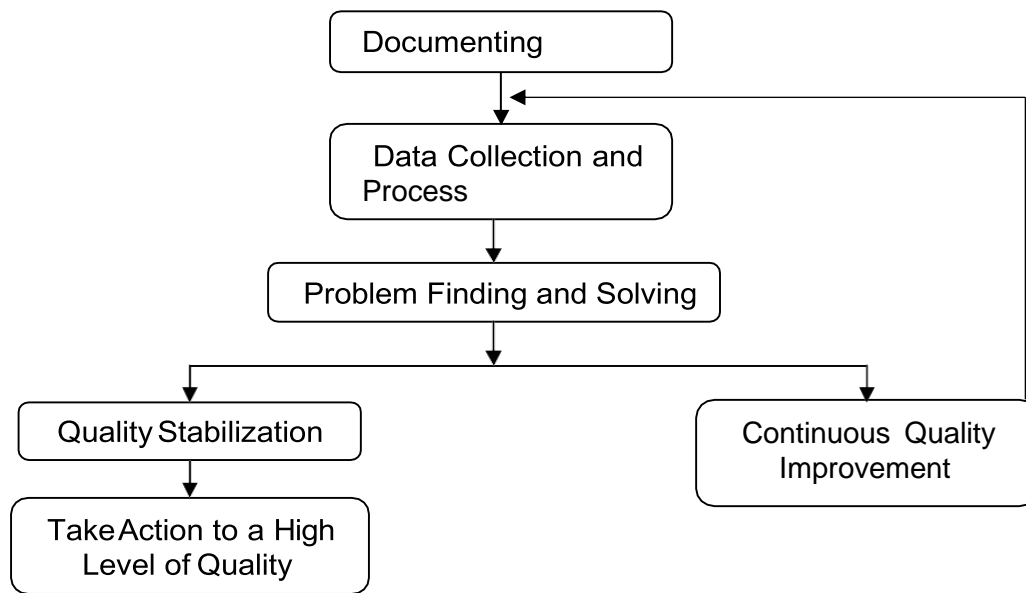 Documenting
Data Collection and
Process
Problem Finding and Solving
Quality Stabilization
Continuous Quality
Improvement
Take Action to a High
Level of Quality